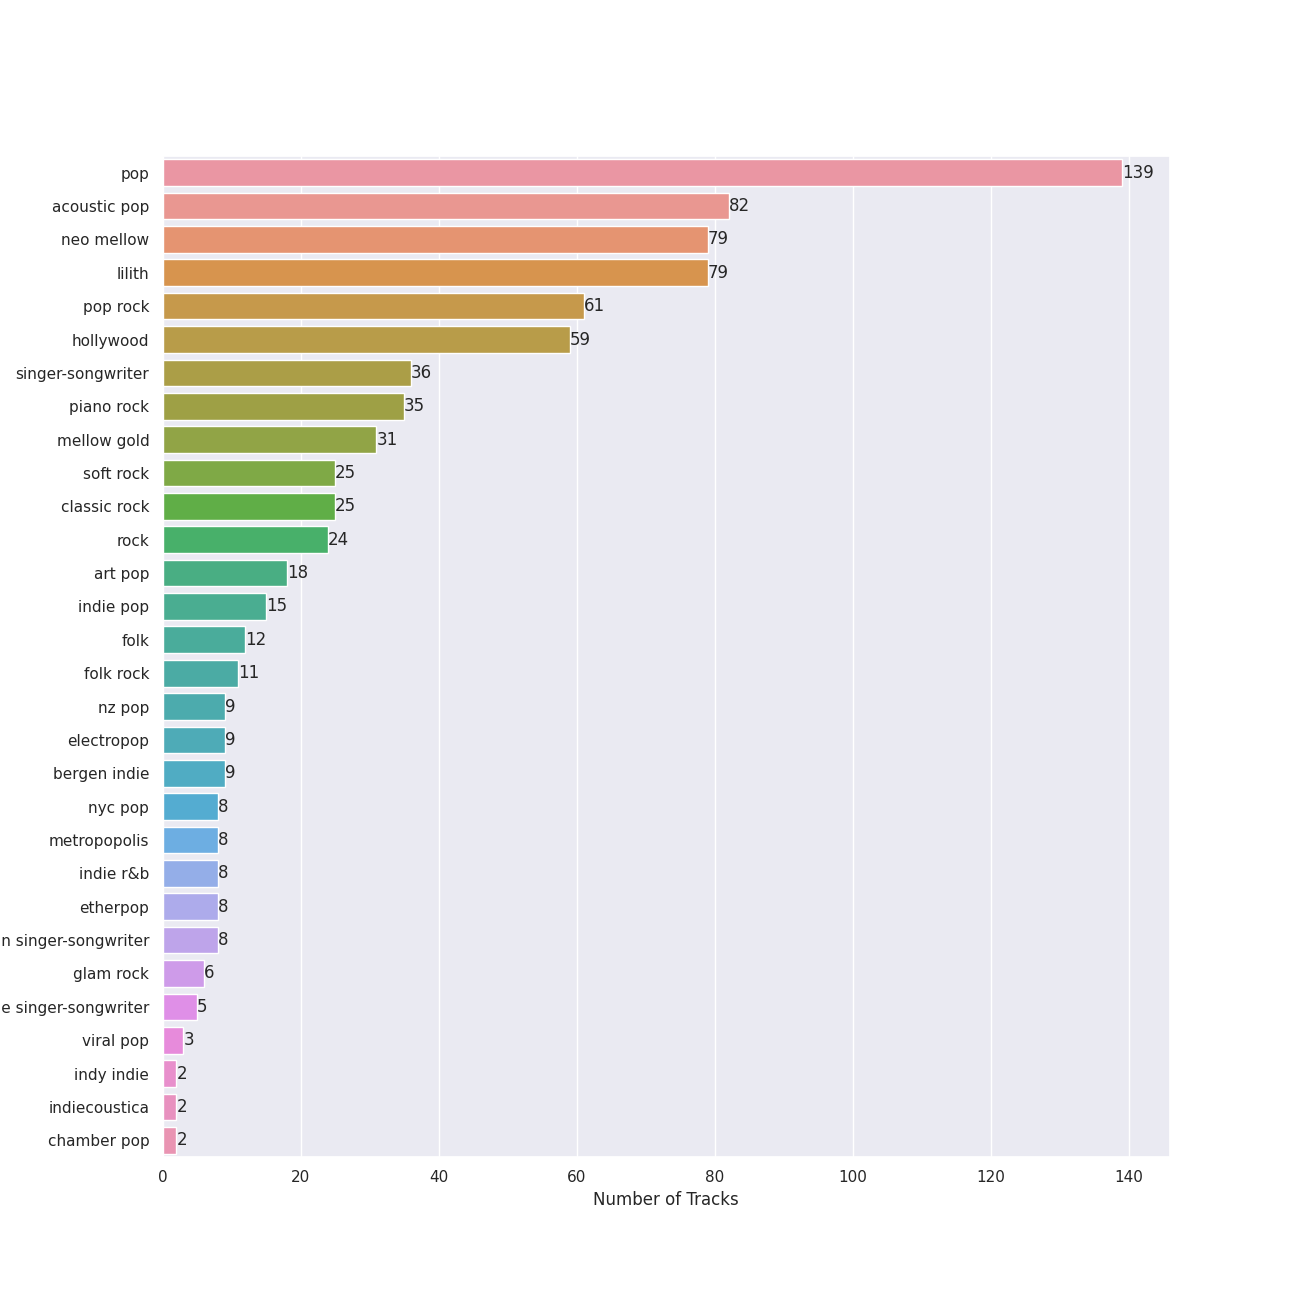 pop 139
acoustic pop 82
neo mellow 79
lilith 79
pop rock 61
hollywood 59
singer-songwriter 36
piano rock 35
mellow gold 31
soft rock 25
classic rock 25
rock 24
art pop 18
indie pop 15
folk 12
folk rock 11
nz pop 9
electropop 9
bergen indie 9
nyc pop 8
metropopolis 8
indie r&b 8
etherpop 8
n singer-songwriter 8
glam rock 6
e singer-songwriter 5
viral pop 3
indy indie 2
indiecoustica 2
chamber pop 2
0 20 40 60 80 100 120 140
Number of Tracks